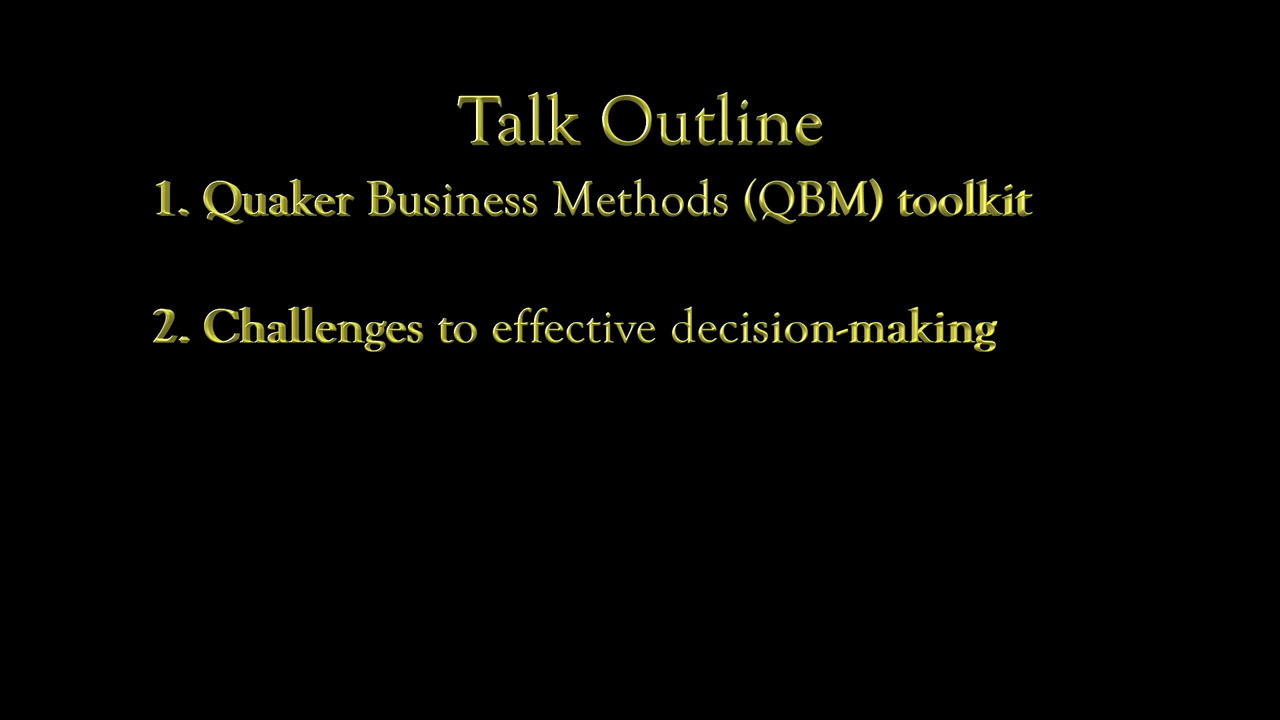 Talk Outline
1. Quaker Business Methods (QBM) toolkit
2. Challenges to effective decision-making